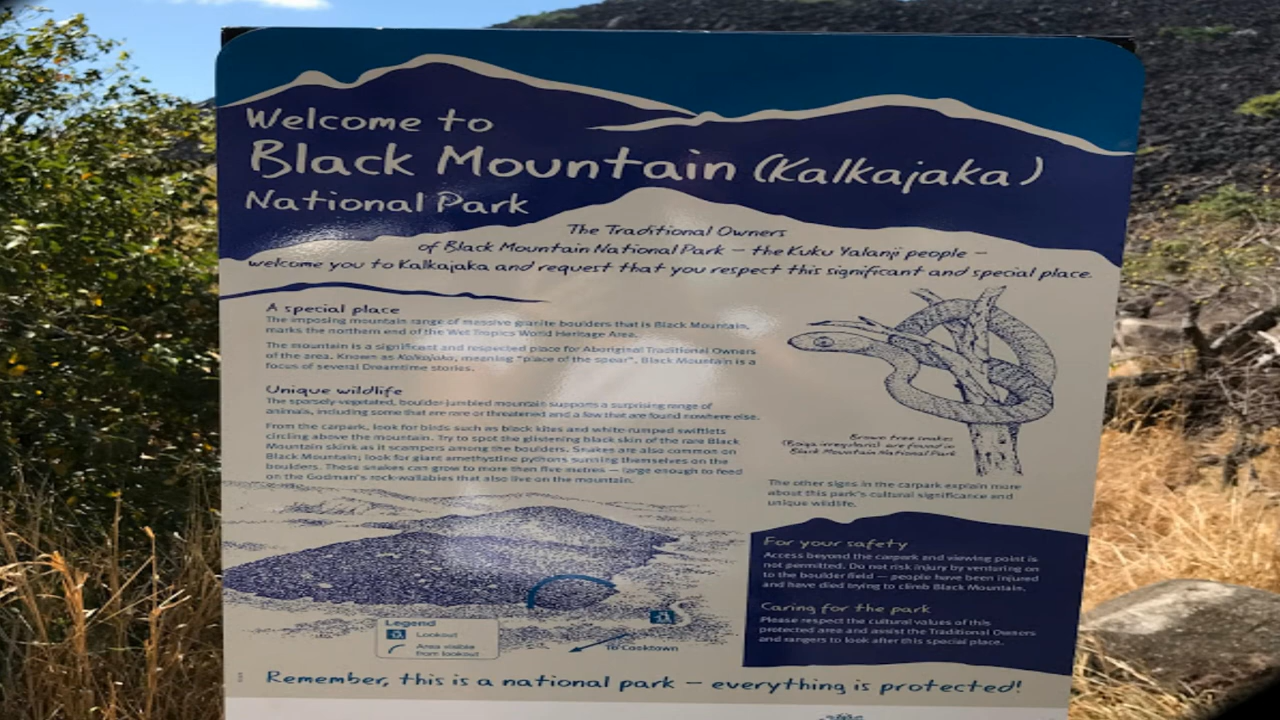 Welcome to
Black Mountain (Kalkajaka)
National Park
The Traditional Owners
of Black Mountain National Park – the Kuku Yalanji people –
welcome you to Kalkajaka and request that you respect this significant and special place.
A special place
The imposing mountain range of massive granite boulders that is Black Mountain,
marks the northern end of the Wet Tropics World Heritage Area.
The mountain is a significant and respected place for Aboriginal Traditional Owners
of the area. Known as Kalkajaka, meaning "place of the spear", Black Mountain is a
focus of several Dreamtime stories.
Unique wildlife
The sparsely-vegetated, boulder-jumbled mountain supports a surprising range of
animals, including some that are rare or threatened and a few that are found nowhere else.
From the carpark, look for birds such as black kites and white-rumped swiftlets
circling above the mountain. Try to spot the glistening black skin of the rare Black
Mountain skink as it scampers among the boulders. Snakes are also common on
Black Mountain; look for giant amethystine pythons sunning themselves on the
boulders. These snakes can grow to more than five metres – large enough to feed
on the Godman's rock-wallabies that also live on the mountain.
Brown tree snakes
(Boiga irregularis) are found in
Black Mountain National Park
The other signs in the carpark explain more
about this park's cultural significance and
unique wildlife.
For your safety
Access beyond the carpark and viewing point is
not permitted. Do not risk injury by venturing on
to the boulder field – people have been injured
and have died trying to climb Black Mountain.
Caring for the park
Please respect the cultural values of this
protected area and assist the Traditional Owners
and rangers to look after this special place.
Legend
Lookout
Area visible
from lookout
To Cooktown
Remember, this is a national park – everything is protected!